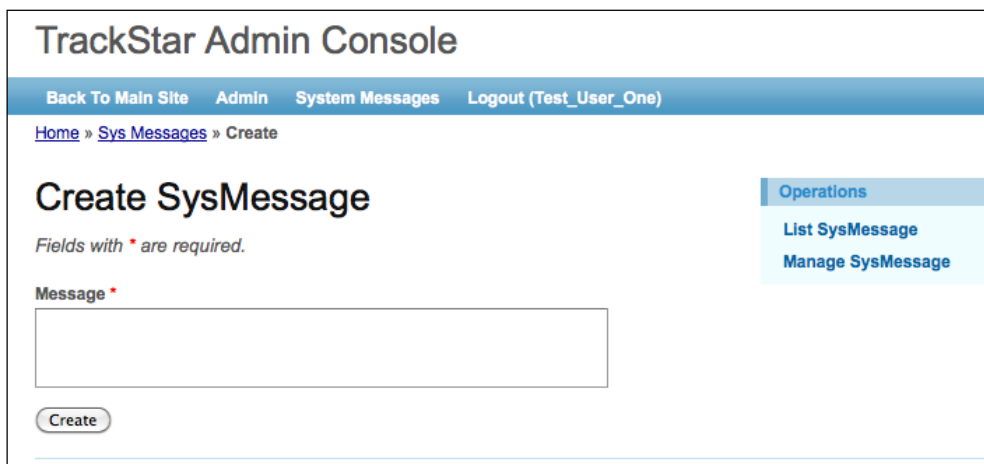 TrackStar Admin Console
Back To Main Site Admin System Messages Logout (Test_User_One)
Home » Sys Messages » Create
Create SysMessage
Fields with * are required.
Message *
Create
Operations
List SysMessage
Manage SysMessage